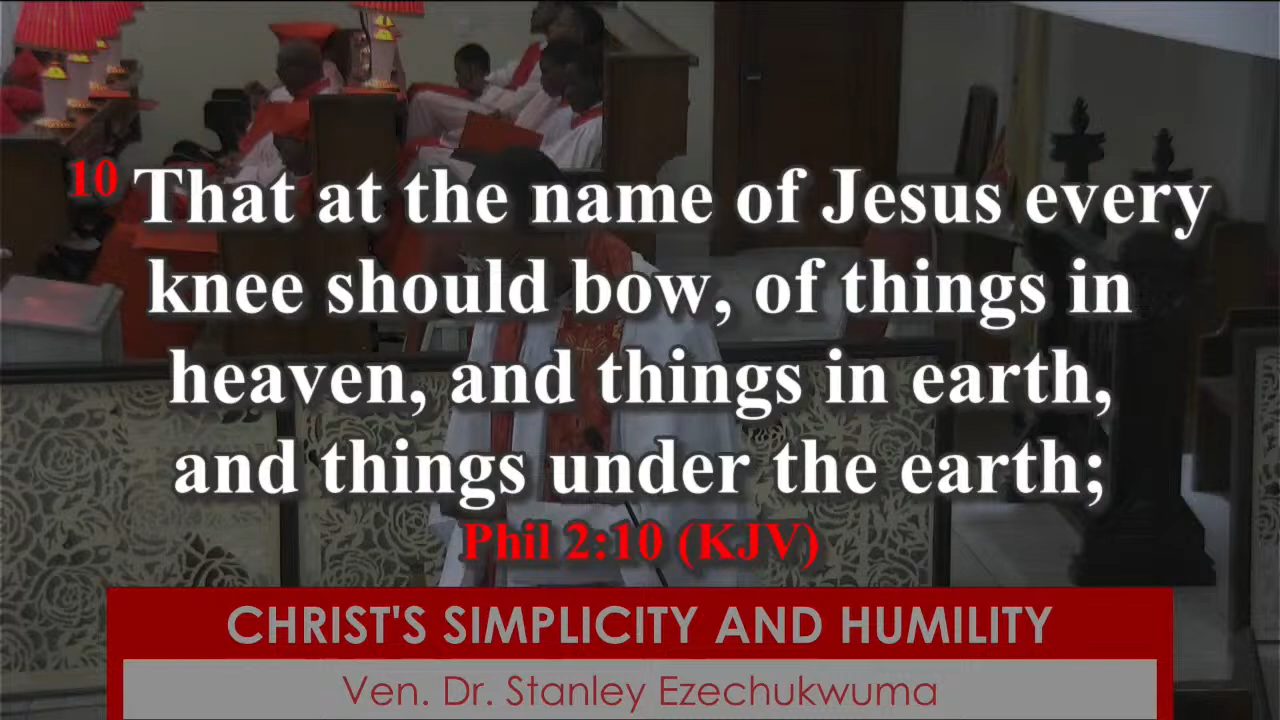 10 That at the name of Jesus every
knee should bow, of things in
heaven, and things in earth,
and things under the earth;
Phil 2:10 (KJV)
CHRIST'S SIMPLICITY AND HUMILITY
Ven. Dr. Stanley Ezechukwuma